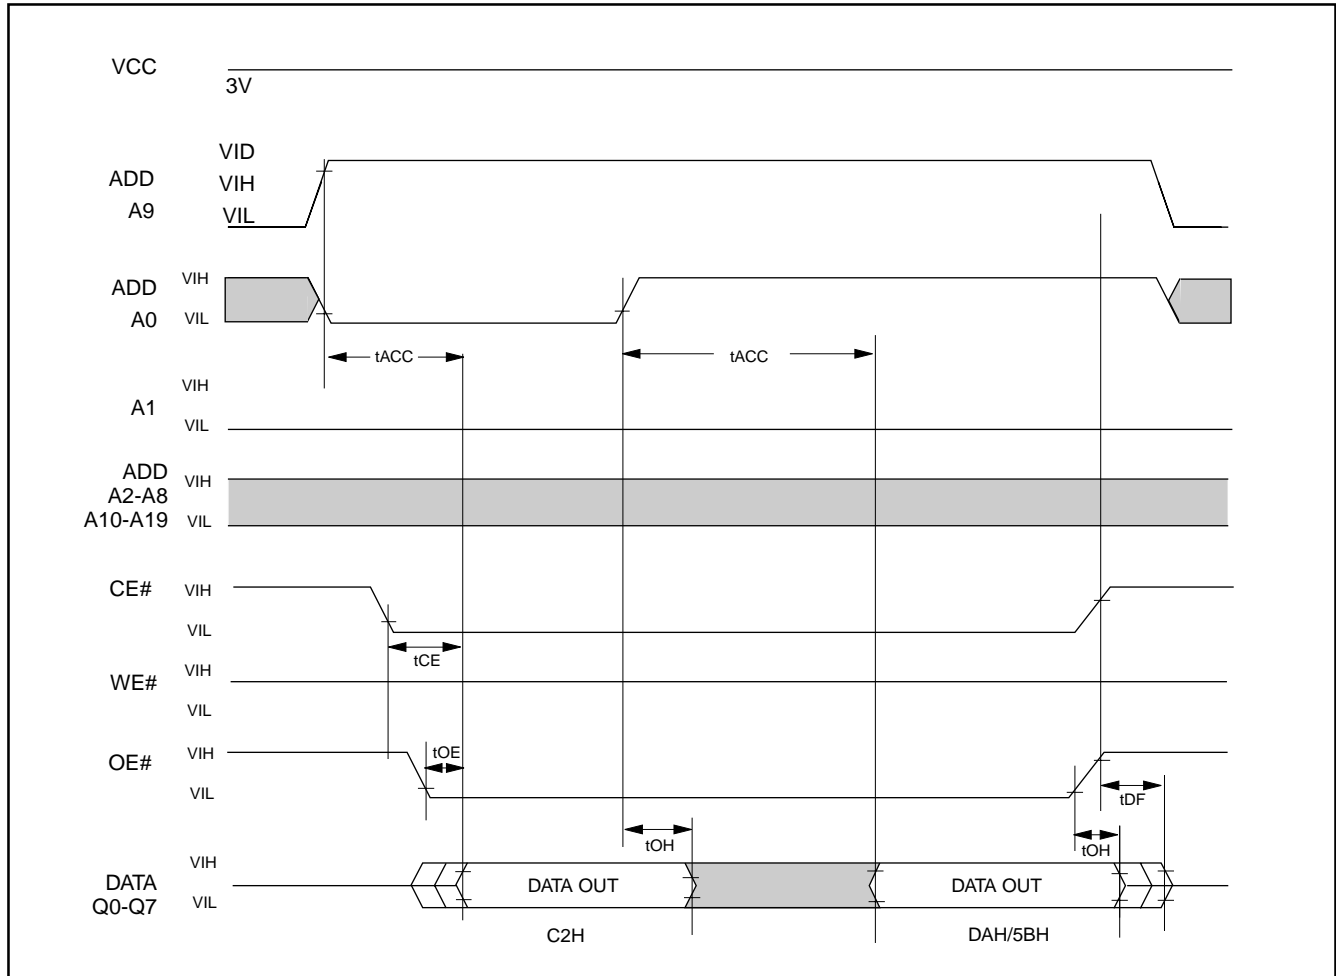 VCC
3V
VID
ADD
VIH
A9
VIL
ADD
VIH
A0
VIL
tACC
tACC
VIH
A1
VIL
ADD
A2-A8
VIH
A10-A19
VIL
CE#
VIH
VIL
tCE
WE#
VIH
VIL
OE#
VIH
tOE
VIL
tDF
tOH
tOH
DATA
Q0-Q7
VIH
VIL
DATA OUT
DATA OUT
C2H
DAH/5BH